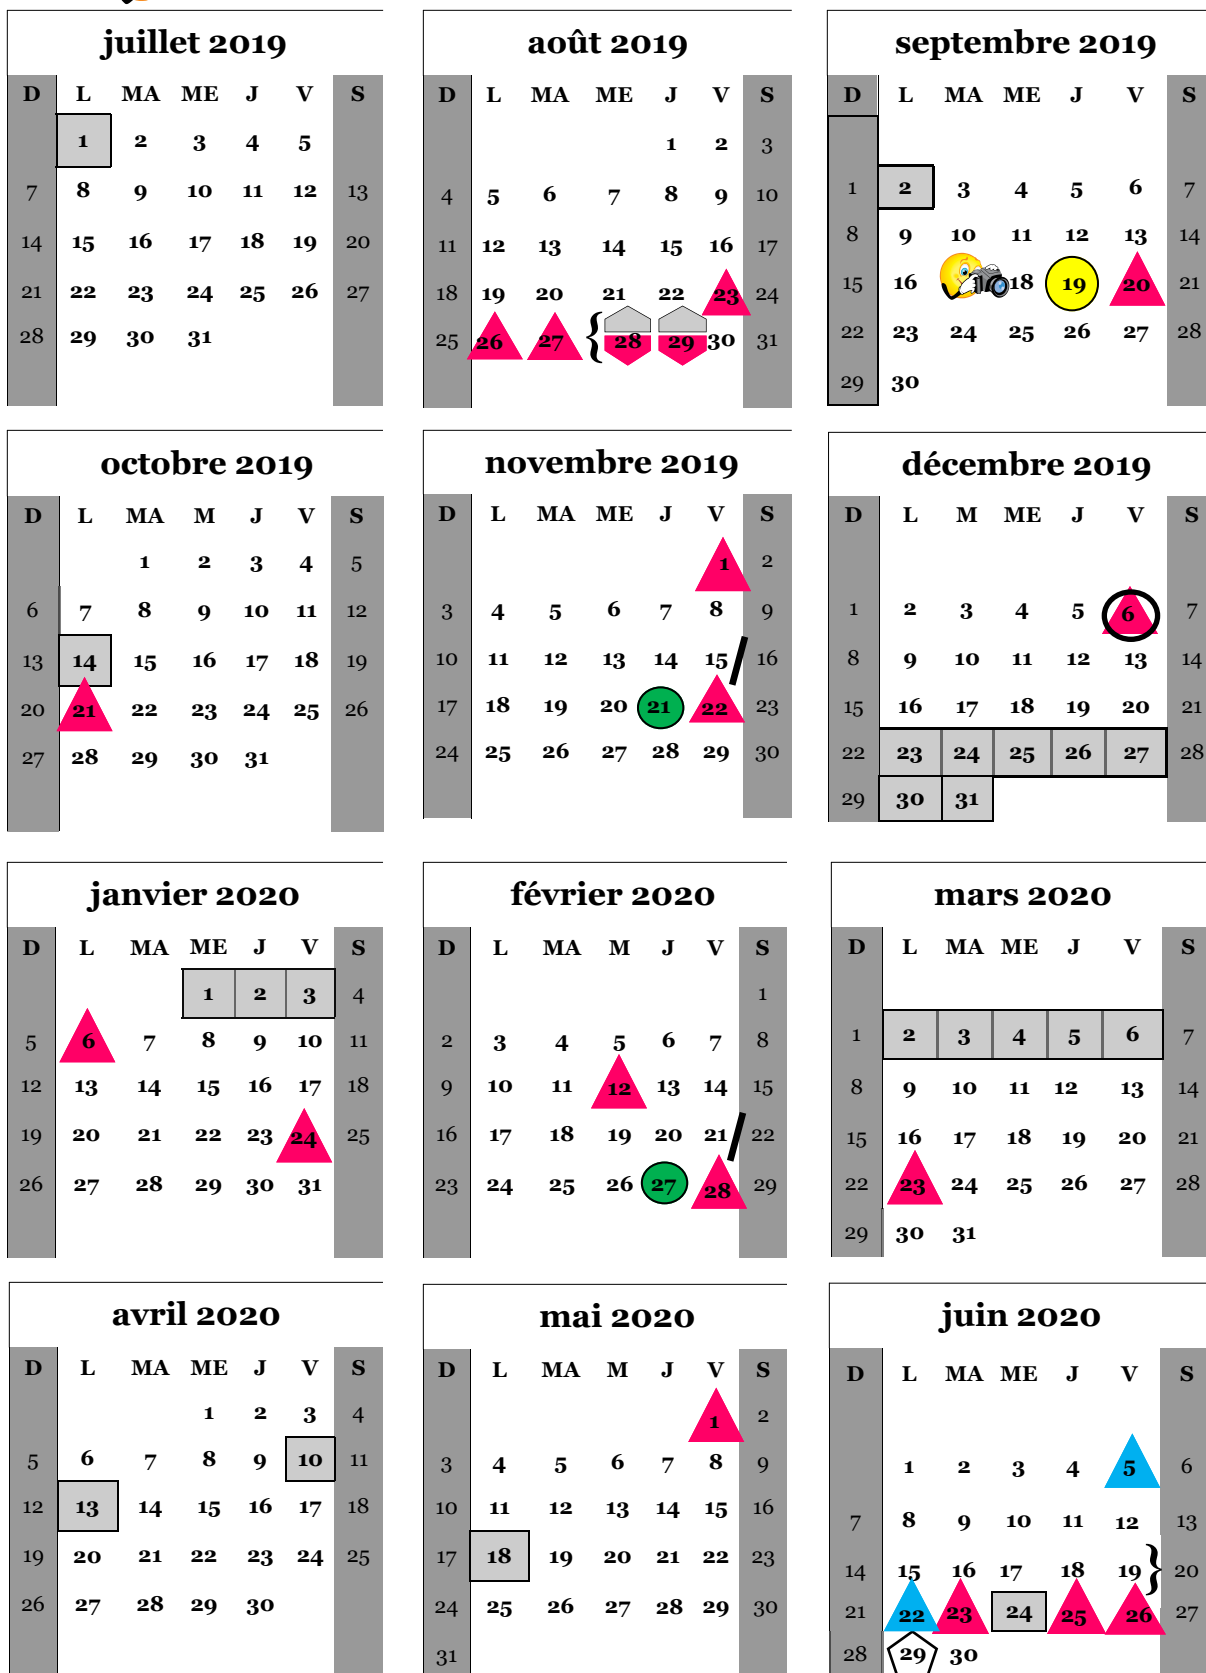 juillet 2019
D L MA ME J V S
1 2 3 4 5
7 8 9 10 11 12 13
14 15 16 17 18 19 20
21 22 23 24 25 26 27
28 29 30 31
août 2019
D L MA ME J V S
1 2 3
4 5 6 7 8 9 10
11 12 13 14 15 16 17
18 19 20 21 22 23 24
25 26 27 { 28 29 30 31
septembre 2019
D L MA ME J V S
1 2 3 4 5 6 7
8 9 10 11 12 13 14
15 16 18 19 20 21
22 23 24 25 26 27 28
29 30
octobre 2019
D L MA M J V S
1 2 3 4 5
6 7 8 9 10 11 12
13 14 15 16 17 18 19
20 21 22 23 24 25 26
27 28 29 30 31
novembre 2019
D L MA ME J V S
1 2
3 4 5 6 7 8 9
10 11 12 13 14 15 / 16
17 18 19 20 21 22 23
24 25 26 27 28 29 30
décembre 2019
D L M ME J V S
1 2 3 4 5 6 7
8 9 10 11 12 13 14
15 16 17 18 19 20 21
22 23 24 25 26 27 28
29 30 31
janvier 2020
D L MA ME J V S
1 2 3 4
5 6 7 8 9 10 11
12 13 14 15 16 17 18
19 20 21 22 23 24 25
26 27 28 29 30 31
février 2020
D L MA M J V S
1
2 3 4 5 6 7 8
9 10 11 12 13 14 15
16 17 18 19 20 21 / 22
23 24 25 26 27 28 29
mars 2020
D L MA ME J V S
1 2 3 4 5 6 7
8 9 10 11 12 13 14
15 16 17 18 19 20 21
22 23 24 25 26 27 28
29 30 31
avril 2020
D L MA ME J V S
1 2 3 4
5 6 7 8 9 10 11
12 13 14 15 16 17 18
19 20 21 22 23 24 25
26 27 28 29 30
mai 2020
D L MA M J V S
1 2
3 4 5 6 7 8 9
10 11 12 13 14 15 16
17 18 19 20 21 22 23
24 25 26 27 28 29 30
31
juin 2020
D L MA ME J V S
1 2 3 4 5 6
7 8 9 10 11 12 13
14 15 16 17 18 19 } 20
21 22 23 24 25 26 27
28 29 30